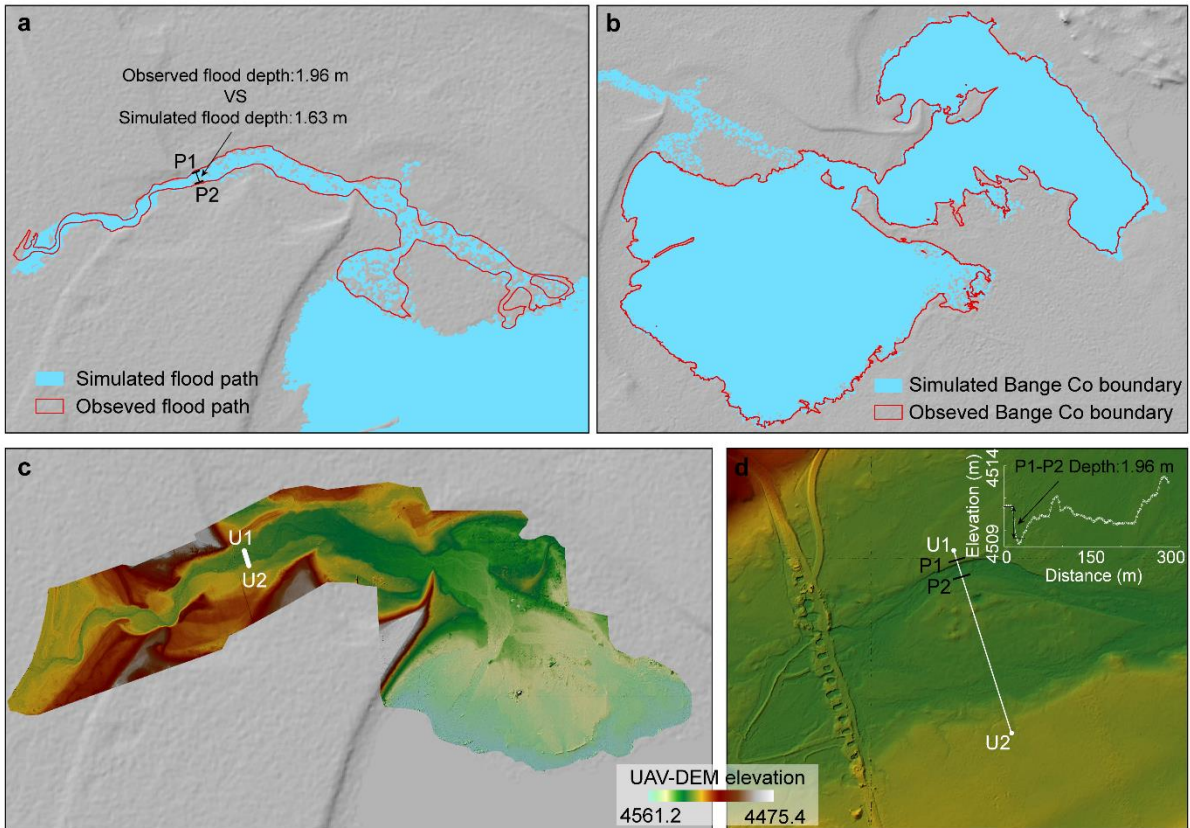 a
Observed flood depth:1.96 m
VS
Simulated flood depth:1.63 m
P1
P2
Simulated flood path
Obseved flood path
b
Simulated Bange Co boundary
Obseved Bange Co boundary
c
U1
U2
UAV-DEM elevation
4561.2 4475.4
d
P1-P2 Depth:1.96 m
Elevation (m)
4514
4509
0 150 300
Distance (m)
U1
P1
P2
U2